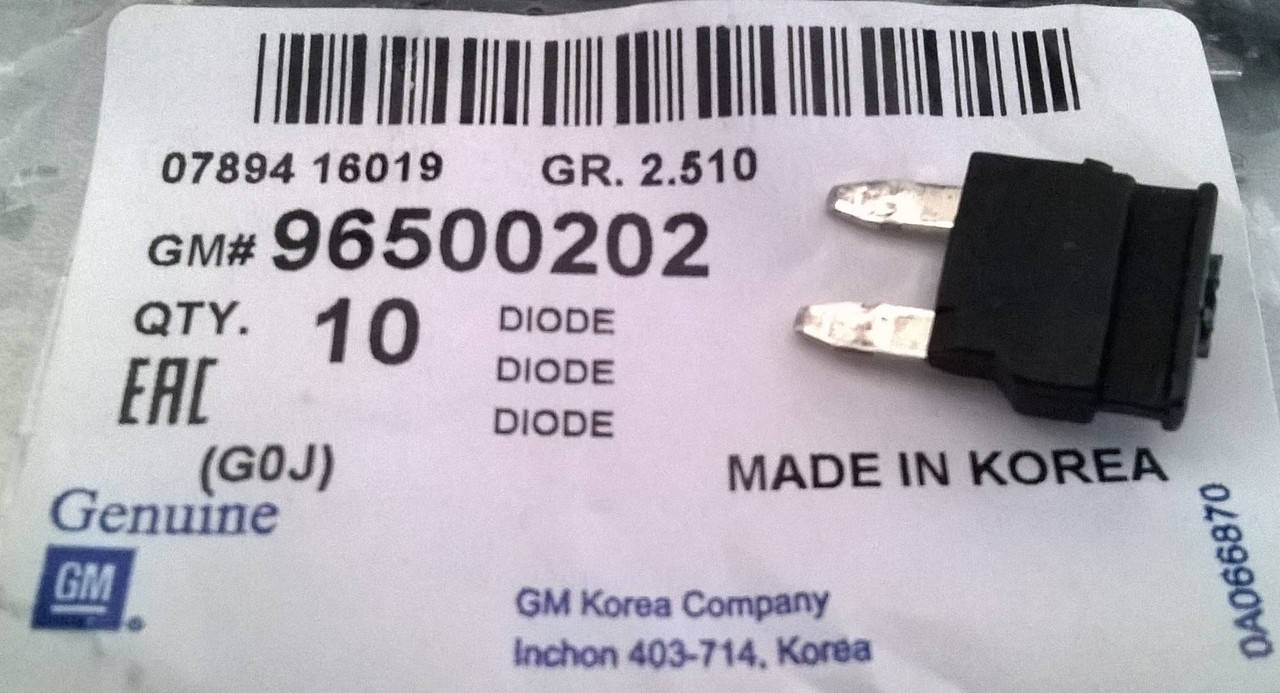 07894 16019 GR. 2.510
GM# 96500202
QTY. 10 DIODE
DIODE
EAC
DIODE
(G0J)
MADE IN KOREA
Genuine
GM
GM Korea Company
Inchon 403-714, Korea
DA066870